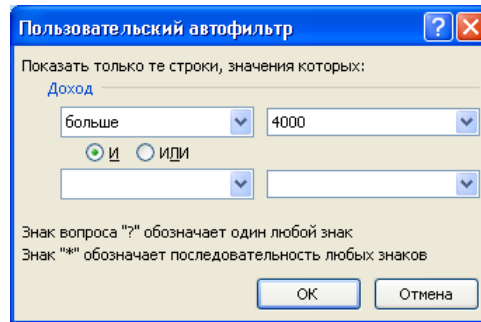 Пользовательский автофильтр
Показать только те строки, значения которых:
Доход
больше 4000
И ИЛИ
Знак вопроса "?" обозначает один любой знак
Знак "*" обозначает последовательность любых знаков
ОК Отмена